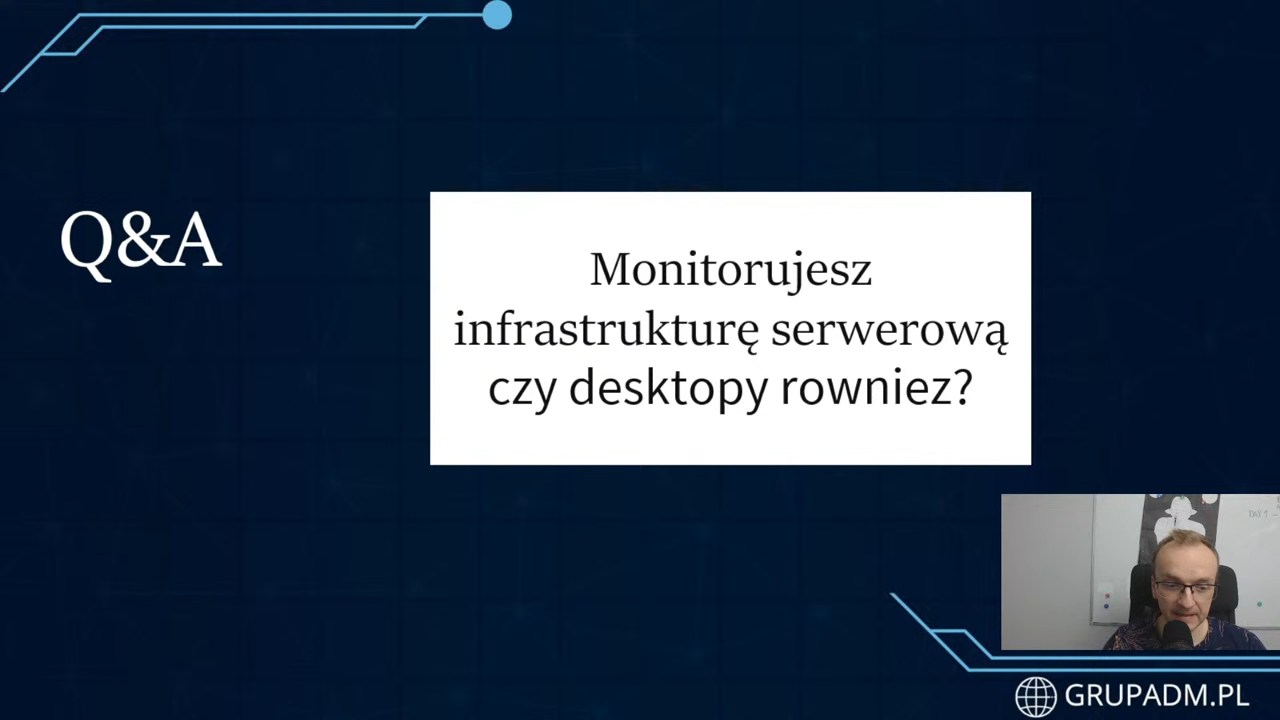 Q&A
Monitorujesz
infrastrukturę serwerową
czy desktopy rowniez?
GRUPADM.PL